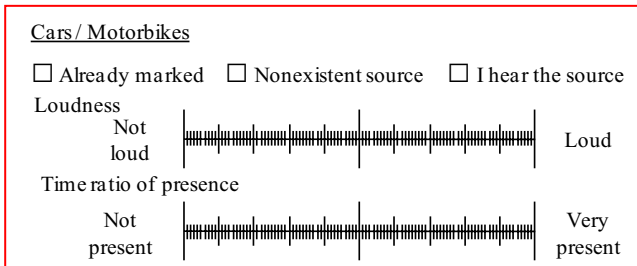 Cars / Motorbikes
Already marked Nonexistent source I hear the source
Loudness
Not
loud
Loud
Time ratio of presence
Not
present
Very
present